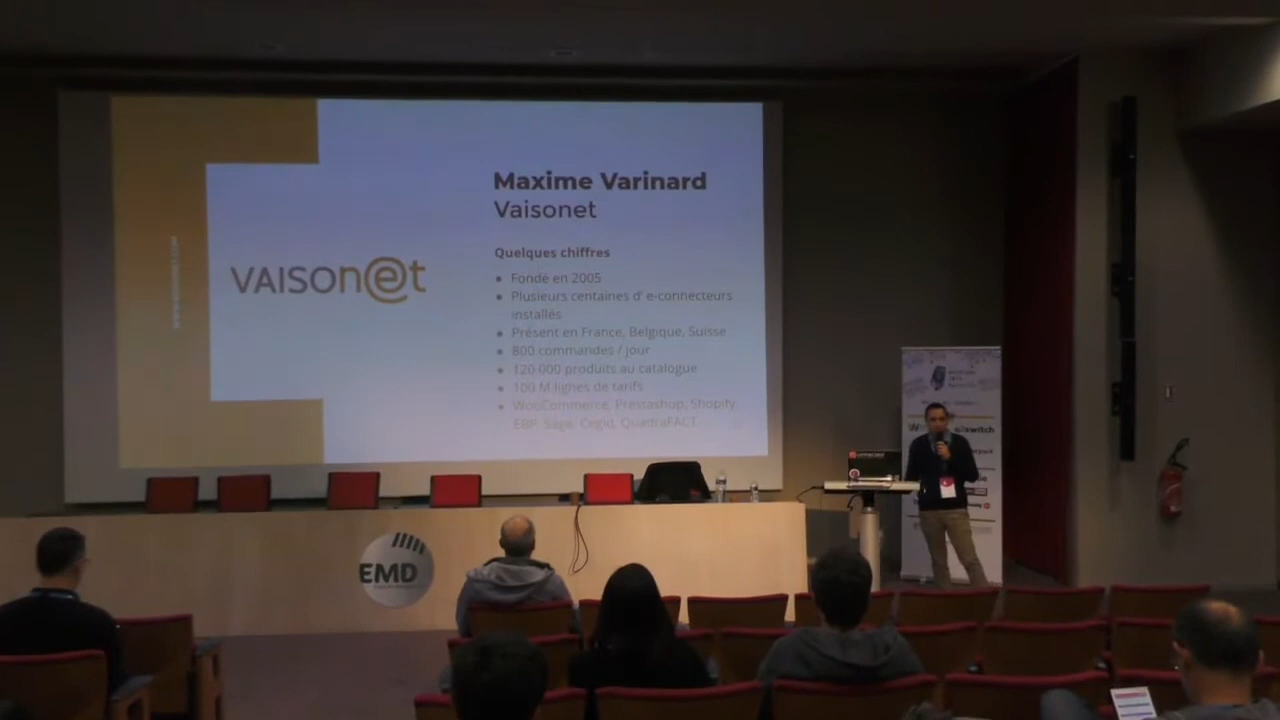 Maxime Varinard
Vaisonet
VAISOn@t
Quelques chiffres
Fondé en 2005
Plusieurs centaines d' e-connecteurs
installés
Présent en France, Belgique, Suisse
800 commandes / jour
120 000 produits au catalogue
100 M lignes de tarifs
WooCommerce, Prestashop, Shopify
EBP, Sage, Cegid, QuadraFACT
EMD